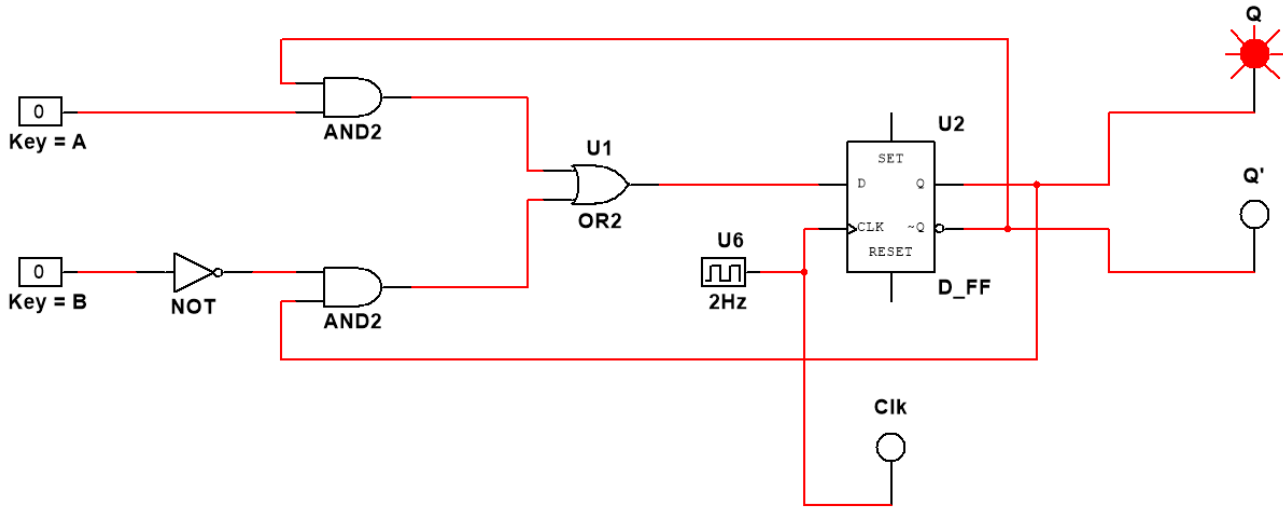 Q
0
Key = A
AND2
U1
OR2
U2
SET
D Q
CLK ~Q
RESET
D_FF
Q'
0
Key = B
NOT
AND2
U6
2Hz
Clk